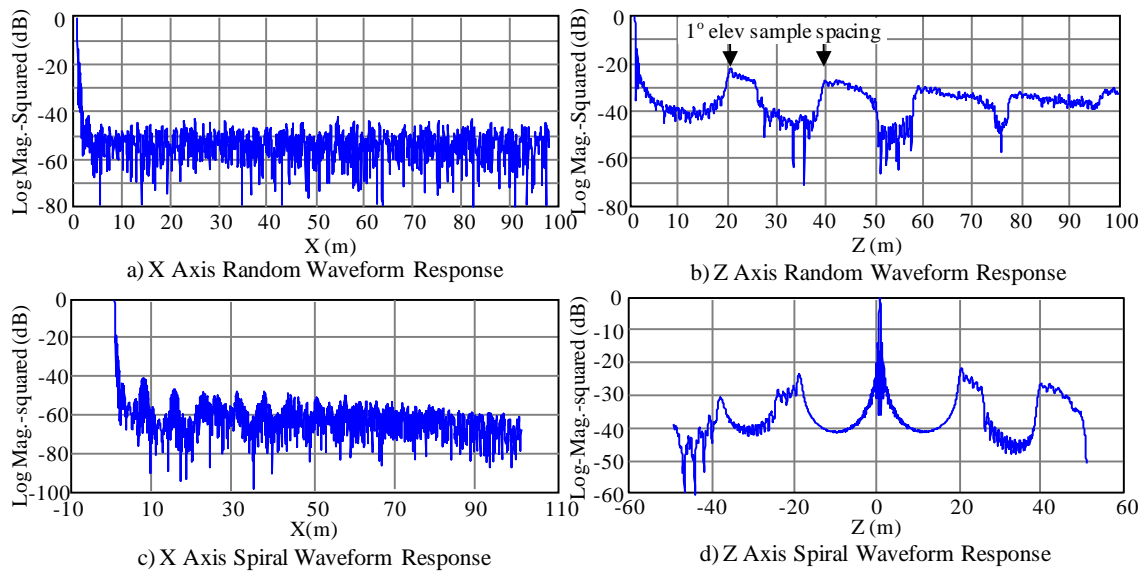 Log Mag.-Squared (dB)
0
-20
-40
-60
-80
0 10 20 30 40 50 60 70 80 90 100
X (m)
a) X Axis Random Waveform Response
Log Mag.-Squared (dB)
0
-20
-40
-60
-80
1° elev sample spacing
10 20 30 40 50 60 70 80 90 100
Z (m)
b) Z Axis Random Waveform Response
Log Mag.-squared (dB)
0
-20
-40
-60
-80
-100
-10 10 30 50 70 90 110
X(m)
c) X Axis Spiral Waveform Response
Log-Mag.-squared (dB)
0
-10
-20
-30
-40
-50
-60
-60 -40 -20 0 20 40 60
Z (m)
d) Z Axis Spiral Waveform Response